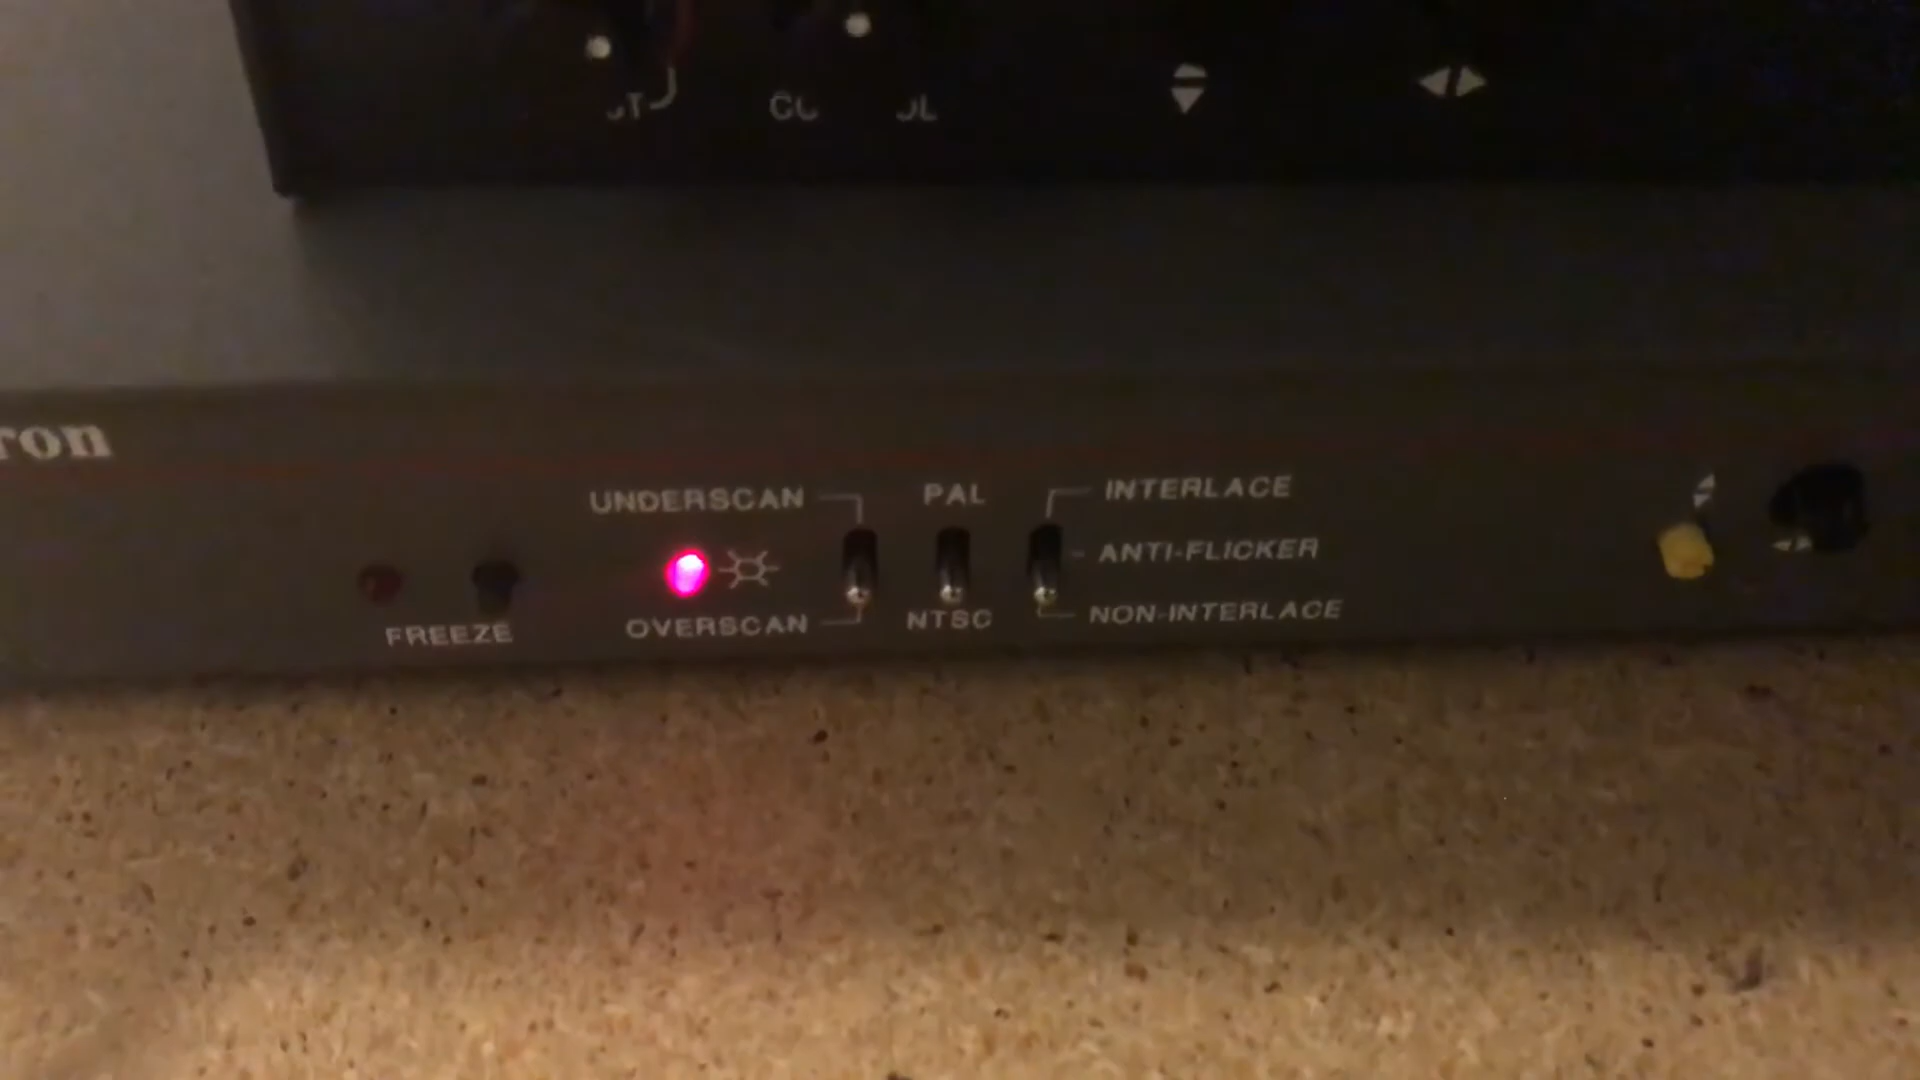 ron
UNDERSCAN
PAL
INTERLACE
ANTI-FLICKER
OVERSCAN
NTSC
NON-INTERLACE
FREEZE